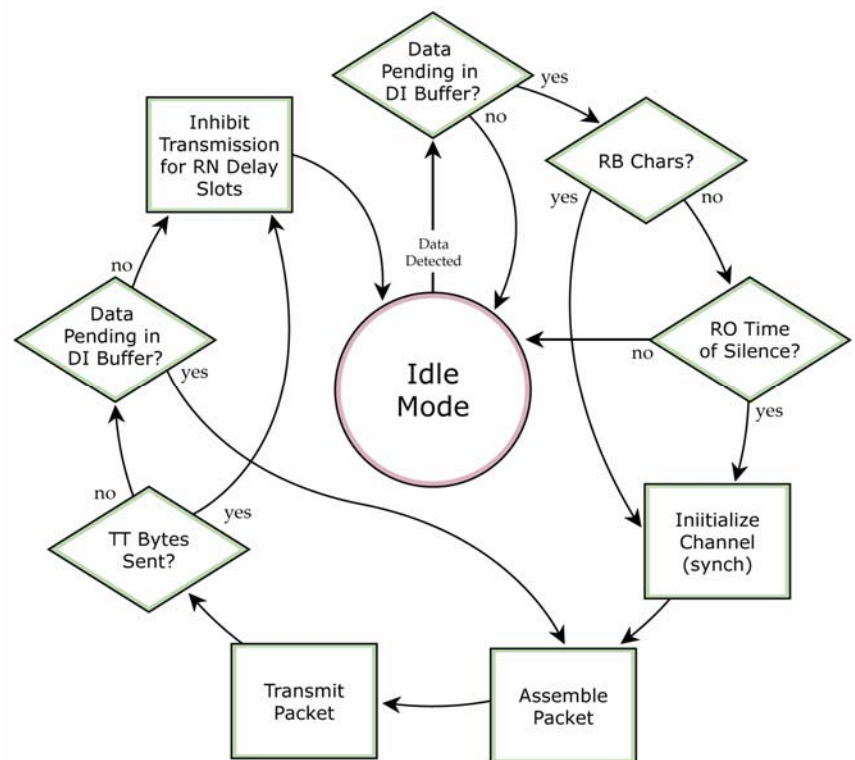 Data
Pending in
DI Buffer?
yes
no
RB Chars?
yes
no
RO Time
of Silence?
no
yes
Iniitialize
Channel
(synch)
Assemble
Packet
Transmit
Packet
TT Bytes
Sent?
no
yes
Data
Pending in
DI Buffer?
no
yes
Inhibit
Transmission
for RN Delay
Slots
Data
Detected
Idle
Mode